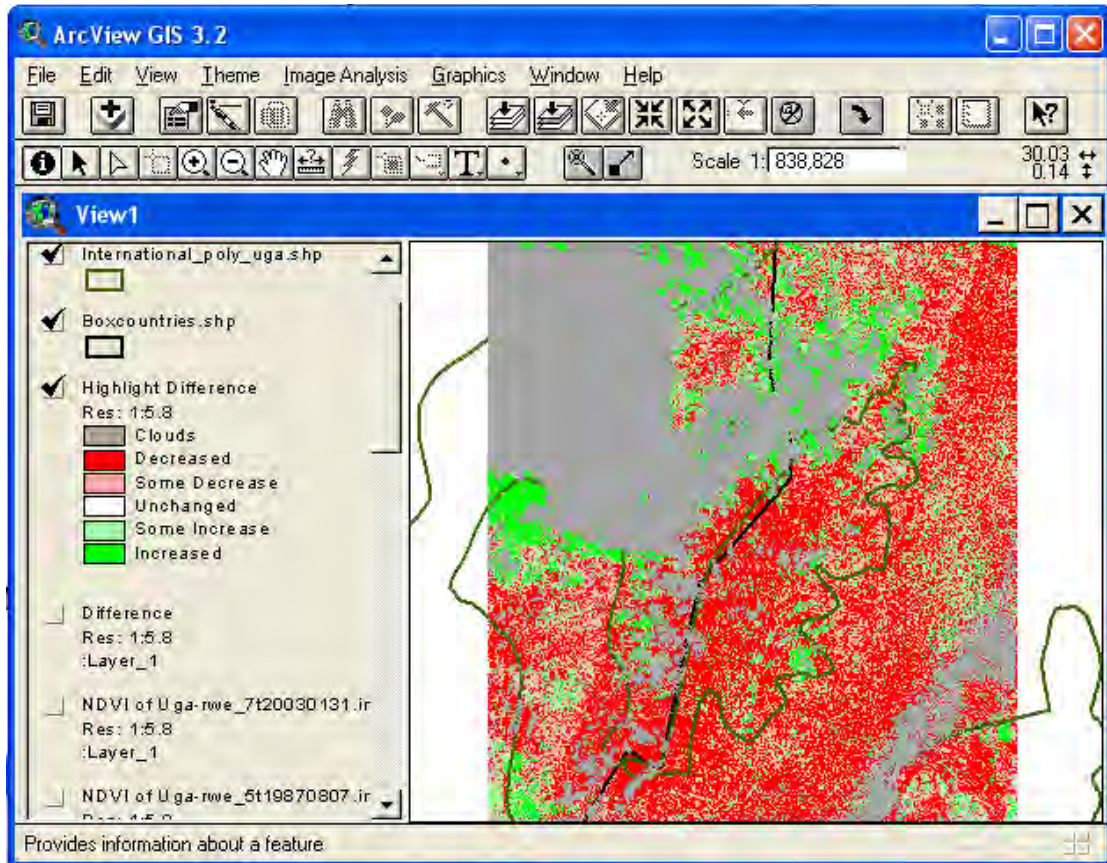 ArcView GIS 3.2
File Edit View Theme Image Analysis Graphics Window Help
T Scale 1: 838,828 30.03
0.14
View1
International_poly_uga.shp
Boxcountries.shp
Highlight Difference
Res: 1:5.8
Clouds
Decreased
Some Decrease
Unchanged
Some Increase
Increased
Difference
Res: 1:5.8
:Layer_1
NDVI of Uga-rwe_7t20030131.ir
Res: 1:5.8
:Layer_1
NDVI of Uga-rwe_5t19870807.ir
Provides information about a feature